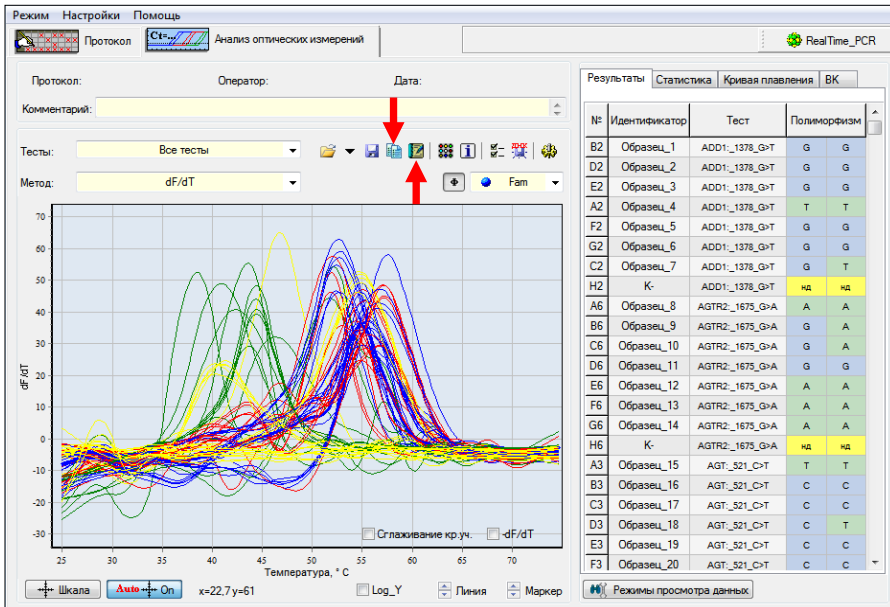 Режим Настройки Помощь
Протокол
Ct=...
Анализ оптических измерений
RealTime_PCR
Протокол: Оператор: Дата:
Комментарий:
Тесты: Все тесты
Метод: dF/dT
Fam
dF/dT
70
60
50
40
30
20
10
0
-10
-20
-30
Сглаживание кр.уч. -dF/dT
25 30 35 40 45 50 55 60 65 70
Температура, ° C
Шкала Auto On x=22,7 y=61 Log_Y Линия Маркер
Результаты Статистика Кривая плавления ВК
№ Идентификатор Тест Полиморфизм
B2 Образец_1 ADD1:_1378_G>T G G
D2 Образец_2 ADD1:_1378_G>T G G
E2 Образец_3 ADD1:_1378_G>T G G
A2 Образец_4 ADD1:_1378_G>T T T
F2 Образец_5 ADD1:_1378_G>T G G
G2 Образец_6 ADD1:_1378_G>T G G
C2 Образец_7 ADD1:_1378_G>T G T
H2 К- ADD1:_1378_G>T нд нд
A6 Образец_8 AGTR2:_1675_G>A A A
B6 Образец_9 AGTR2:_1675_G>A G A
C6 Образец_10 AGTR2:_1675_G>A G A
D6 Образец_11 AGTR2:_1675_G>A G G
E6 Образец_12 AGTR2:_1675_G>A A A
F6 Образец_13 AGTR2:_1675_G>A A A
G6 Образец_14 AGTR2:_1675_G>A A A
H6 К- AGTR2:_1675_G>A нд нд
A3 Образец_15 AGT:_521_C>T T T
B3 Образец_16 AGT:_521_C>T C C
C3 Образец_17 AGT:_521_C>T C C
D3 Образец_18 AGT:_521_C>T C T
E3 Образец_19 AGT:_521_C>T C C
F3 Образец_20 AGT:_521_C>T C C
Режимы просмотра данных